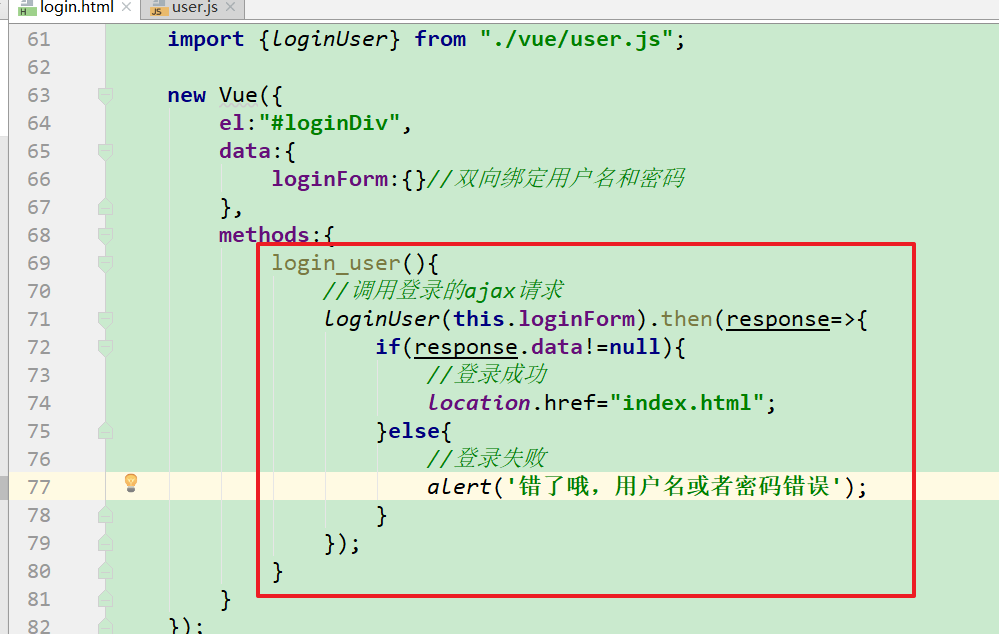 login.html user.js
61 import {loginUser} from "./vue/user.js";
62
63 new Vue({
64 el:"#loginDiv",
65 data:{
66 loginForm:{}//双向绑定用户名和密码
67 },
68 methods:{
69 login_user(){
70 //调用登录的ajax请求
71 loginUser(this.loginForm).then(response=>{
72 if(response.data!=null){
73 //登录成功
74 location.href="index.html";
75 }else{
76 //登录失败
77 alert('错了哦，用户名或者密码错误');
78 }
79 });
80 }
81 }
82 });